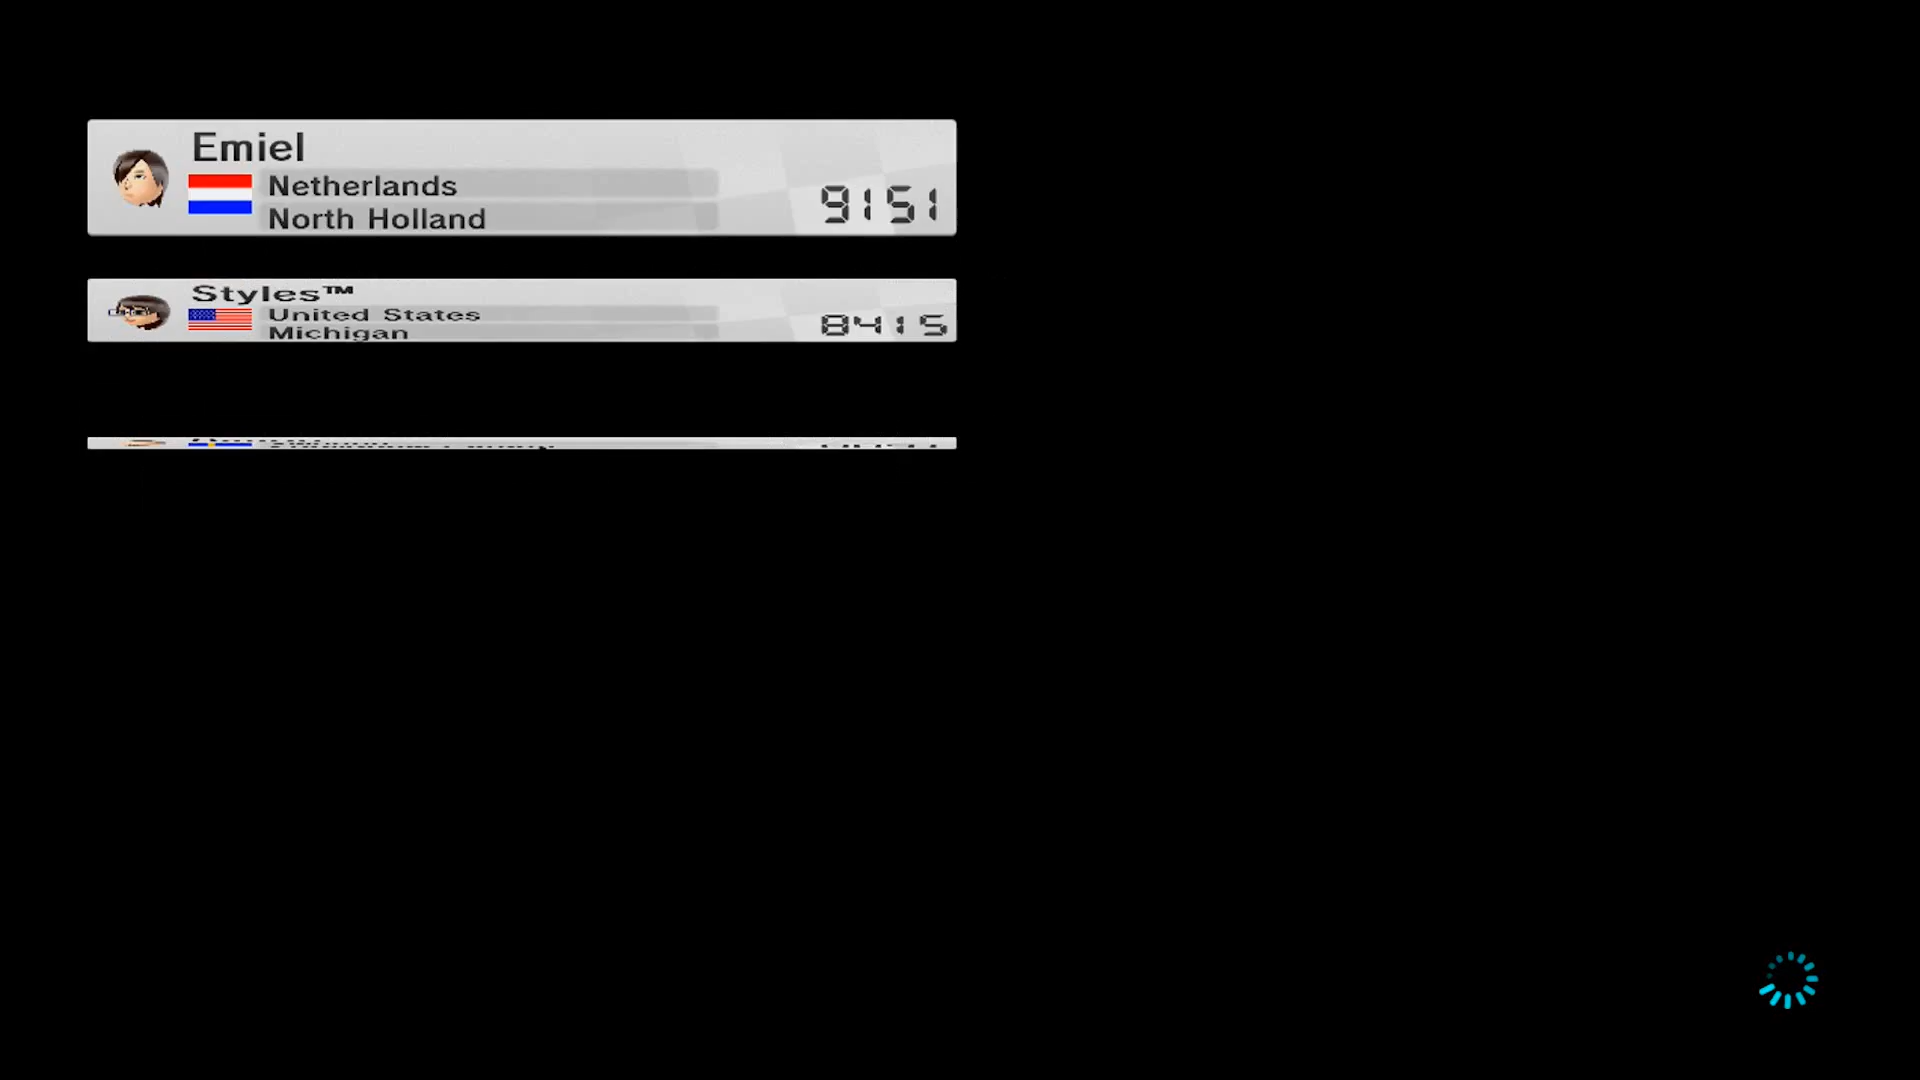 Emiel
Netherlands
North Holland
9151
Styles™
United States
Michigan
8415